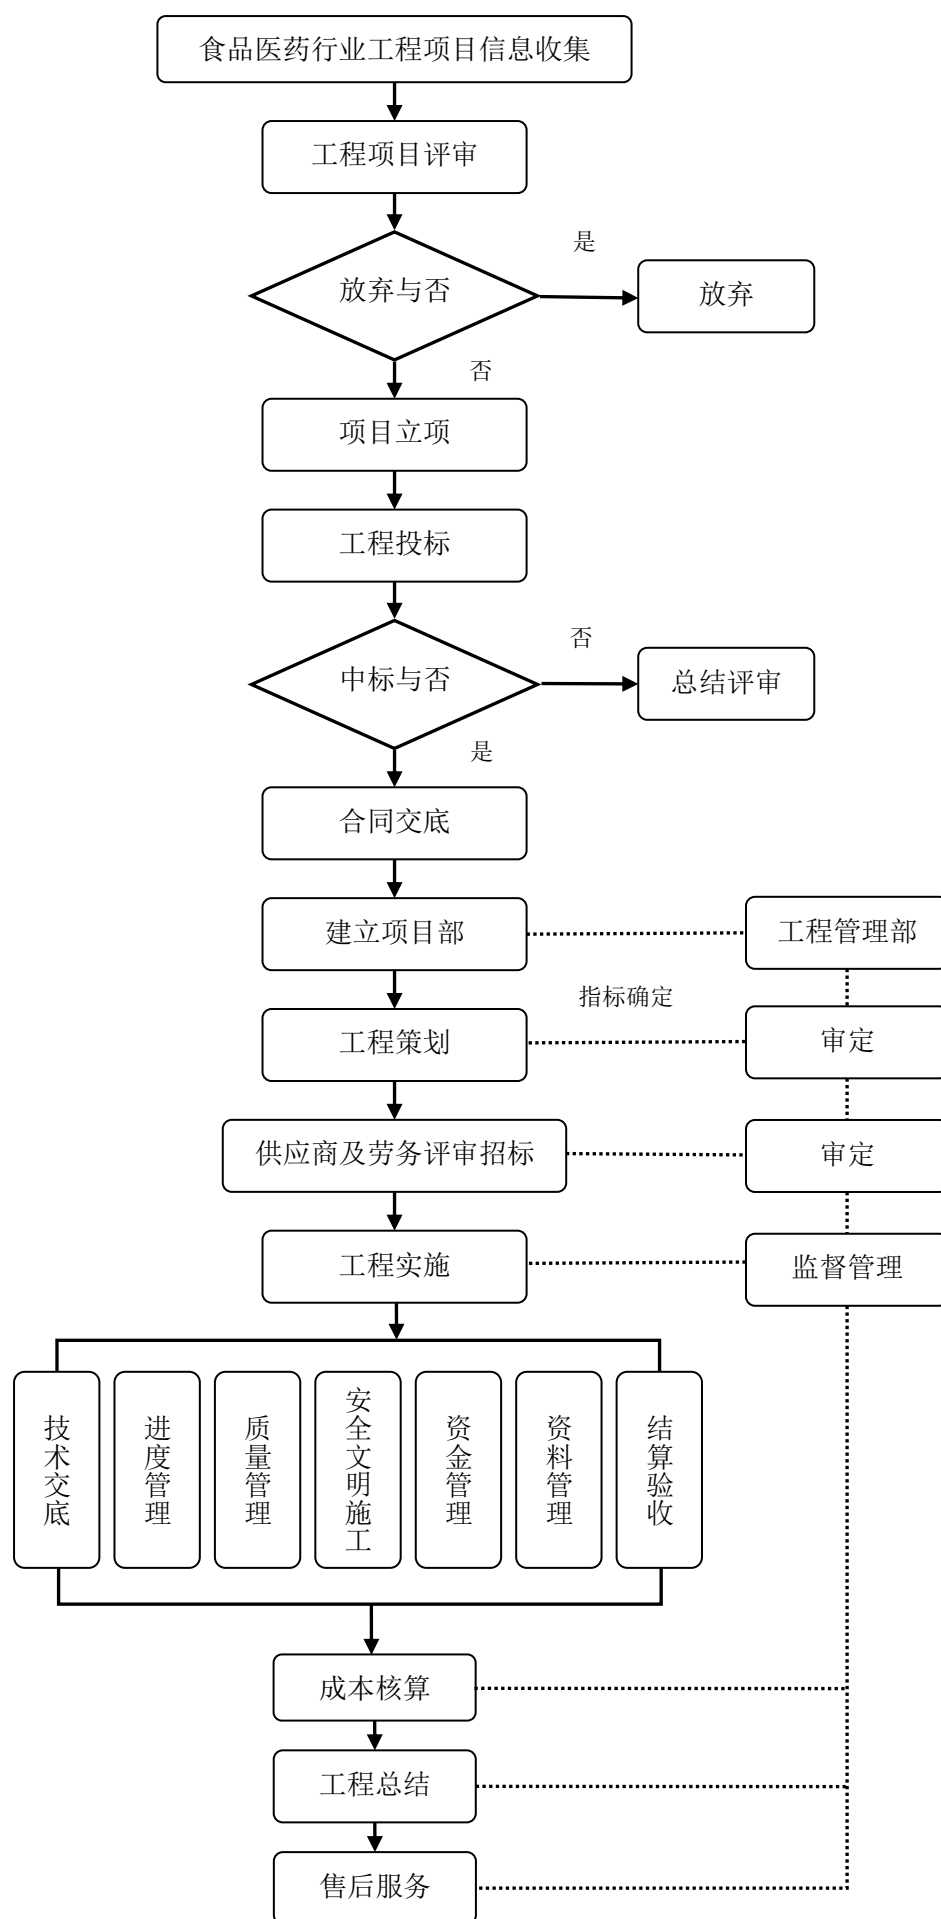 食品医药行业工程项目信息收集
工程项目评审
是
放弃与否
放弃
否
项目立项
工程投标
否
中标与否
总结评审
是
合同交底
建立项目部
工程管理部
指标确定
工程策划
审定
供应商及劳务评审招标
审定
工程实施
监督管理
技术交底
进度管理
质量管理
安全文明施工
资金管理
资料管理
结算验收
成本核算
工程总结
售后服务